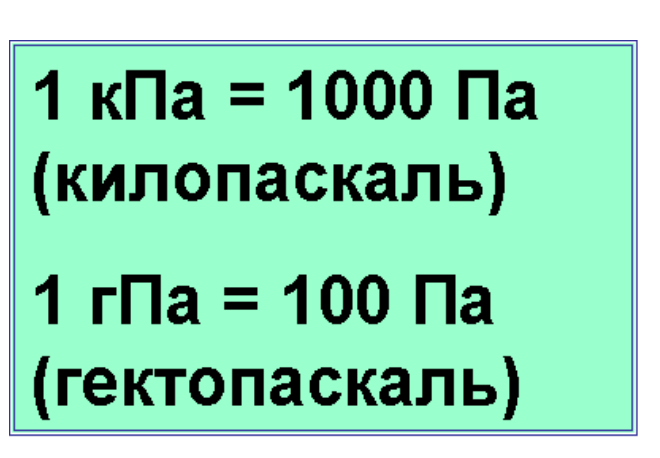 1 кПа = 1000 Па
(килопаскаль)
1 гПа = 100 Па
(гектопаскаль)